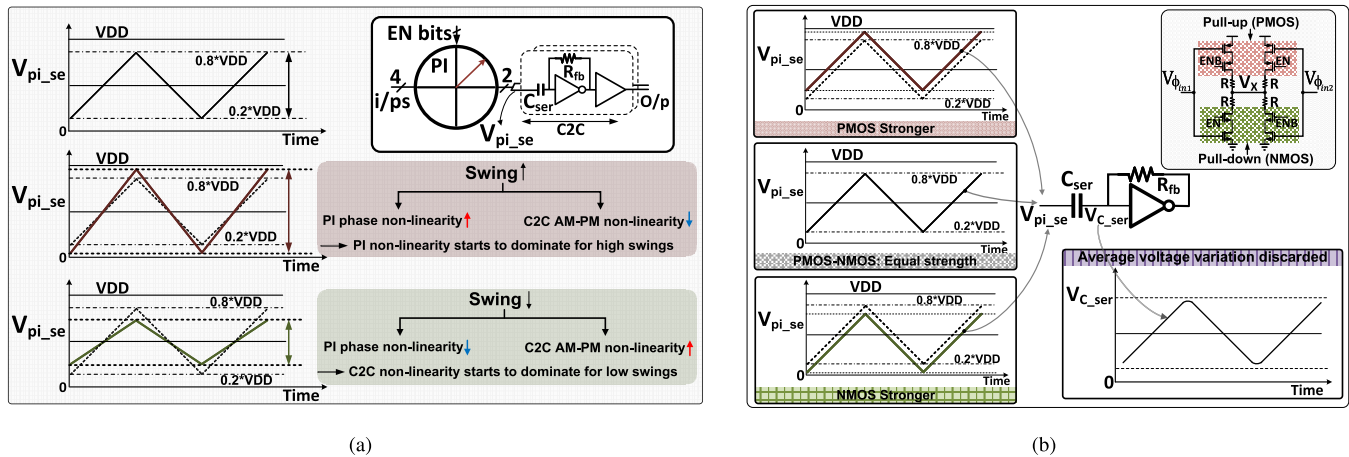 VDD
V_pi_se
0.8*VDD
0.2*VDD
0
Time
EN bits
PI
4
i/ps
2
C_ser
R_fb
O/p
C2C
V_pi_se
VDD
V_pi_se
0.8*VDD
0.2*VDD
0
Time
Swing↑
PI phase non-linearity↑
C2C AM-PM non-linearity↓
PI non-linearity starts to dominate for high swings
VDD
V_pi_se
0.8*VDD
0.2*VDD
0
Time
Swing ↓
PI phase non-linearity↓
C2C AM-PM non-linearity↑
C2C non-linearity starts to dominate for low swings
(a)
VDD
V_pi_se
0.8*VDD
0.2*VDD
0
Time
PMOS Stronger
VDD
V_pi_se
0.8*VDD
0.2*VDD
0
Time
PMOS-NMOS: Equal strength
VDD
V_pi_se
0.8*VDD
0.2*VDD
0
Time
NMOS Stronger
Pull-up (PMOS)
ENB
EN
R
V_x
R
Vϕ_in1
Vϕ_in2
R
R
EN
ENB
Pull-down (NMOS)
C_ser
R_fb
V_pi_se
V_C_ser
Average voltage variation discarded
V_C_ser
0
Time
(b)